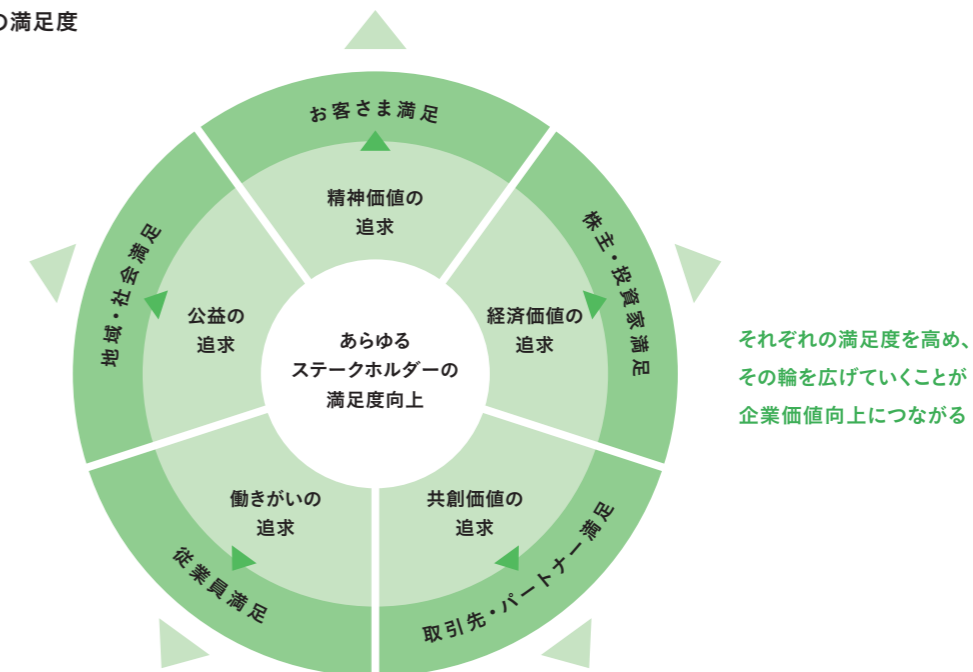 の満足度
お客さま満足
精神価値の
追求
株主・投資家満足
経済価値の
追求
取引先・パートナー満足
共創価値の
追求
従業員満足
働きがいの
追求
地域・社会満足
公益の
追求
あらゆる
ステークホルダーの
満足度向上
それぞれの満足度を高め、
その輪を広げていくことが
企業価値向上につながる